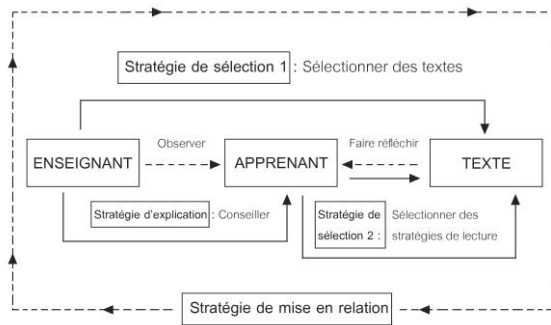 Stratégie de sélection 1 : Sélectionner des textes
Observer
Faire réfléchir
ENSEIGNANT
APPRENANT
TEXTE
Stratégie d'explication : Conseiller
Stratégie de sélection 2 :
Sélectionner des stratégies de lecture
Stratégie de mise en relation